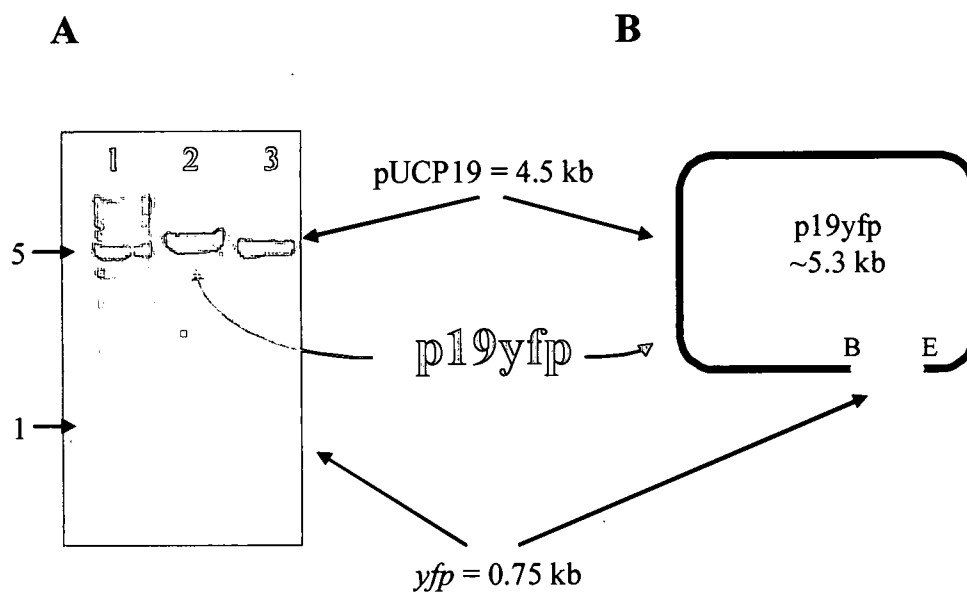 A
B
1 2 3
pUCP19 = 4.5 kb
5
p19yfp
~5.3 kb
p19yfp
B E
1
yfp = 0.75 kb